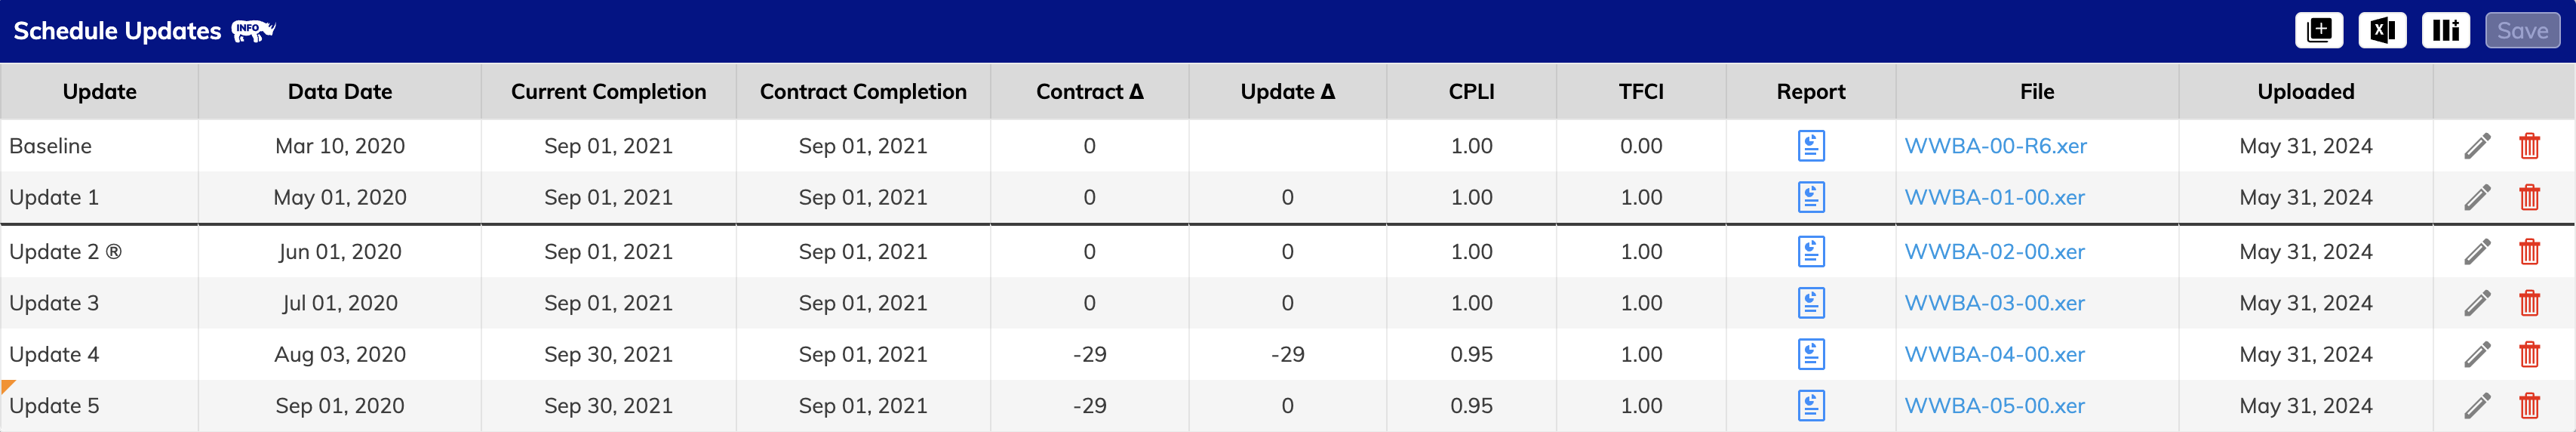 Schedule Updates INFO Save
Update Data Date Current Completion Contract Completion Contract Δ Update Δ CPLI TFCI Report File Uploaded
Baseline Mar 10, 2020 Sep 01, 2021 Sep 01, 2021 0 1.00 0.00 WWBA-00-R6.xer May 31, 2024
Update 1 May 01, 2020 Sep 01, 2021 Sep 01, 2021 0 0 1.00 1.00 WWBA-01-00.xer May 31, 2024
Update 2 ® Jun 01, 2020 Sep 01, 2021 Sep 01, 2021 0 0 1.00 1.00 WWBA-02-00.xer May 31, 2024
Update 3 Jul 01, 2020 Sep 01, 2021 Sep 01, 2021 0 0 1.00 1.00 WWBA-03-00.xer May 31, 2024
Update 4 Aug 03, 2020 Sep 30, 2021 Sep 01, 2021 -29 -29 0.95 1.00 WWBA-04-00.xer May 31, 2024
Update 5 Sep 01, 2020 Sep 30, 2021 Sep 01, 2021 -29 0 0.95 1.00 WWBA-05-00.xer May 31, 2024